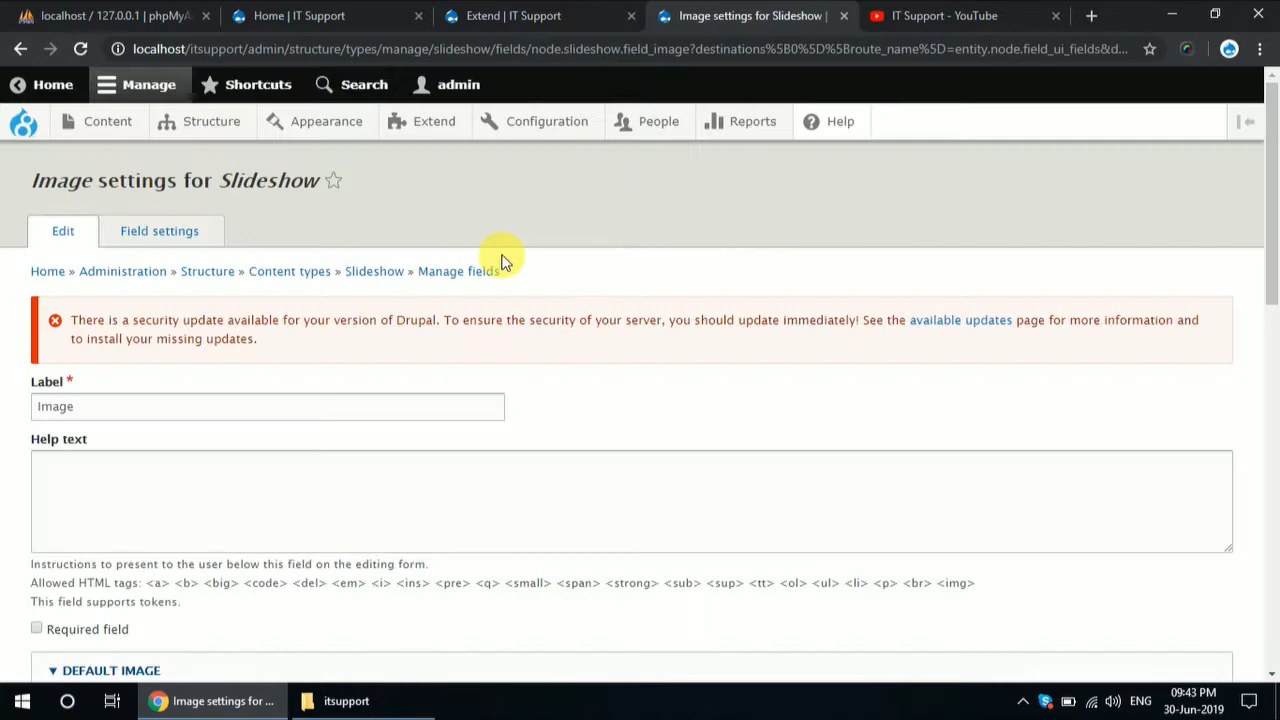 localhost / 127.0.0.1 | phpMyA
Home | IT Support
Extend | IT Support
Image settings for Slideshow |
IT Support - YouTube
localhost/itsupport/admin/structure/types/manage/slideshow/fields/node.slideshow.field_image?destinations%5B0%5D%5Broute_name%5D=entity.node.field_ui_fields&d...
Home
Manage
Shortcuts
Search
admin
Content
Structure
Appearance
Extend
Configuration
People
Reports
Help
Image settings for Slideshow
Edit
Field settings
Home » Administration » Structure » Content types » Slideshow » Manage fields
There is a security update available for your version of Drupal. To ensure the security of your server, you should update immediately! See the available updates page for more information and
to install your missing updates.
Label *
Image
Help text
Instructions to present to the user below this field on the editing form.
Allowed HTML tags: <a> <b> <big> <code> <del> <em> <i> <ins> <pre> <q> <small> <span> <strong> <sub> <sup> <tt> <ol> <ul> <li> <p> <br> <img>
This field supports tokens.
Required field
DEFAULT IMAGE
Image settings for ...
itsupport
ENG
09:43 PM
30-Jun-2019